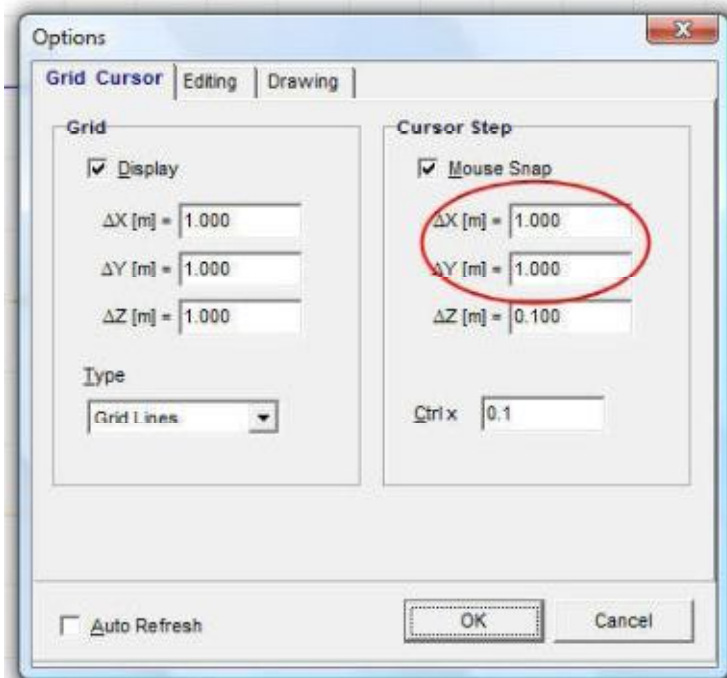 Options
Grid Cursor
Editing
Drawing
Grid
Display
ΔX [m] = 1.000
ΔY [m] = 1.000
ΔZ [m] = 1.000
Type
Grid Lines
Cursor Step
Mouse Snap
ΔX [m] = 1.000
ΔY [m] = 1.000
ΔZ [m] = 0.100
Ctrl x 0.1
Auto Refresh
OK
Cancel